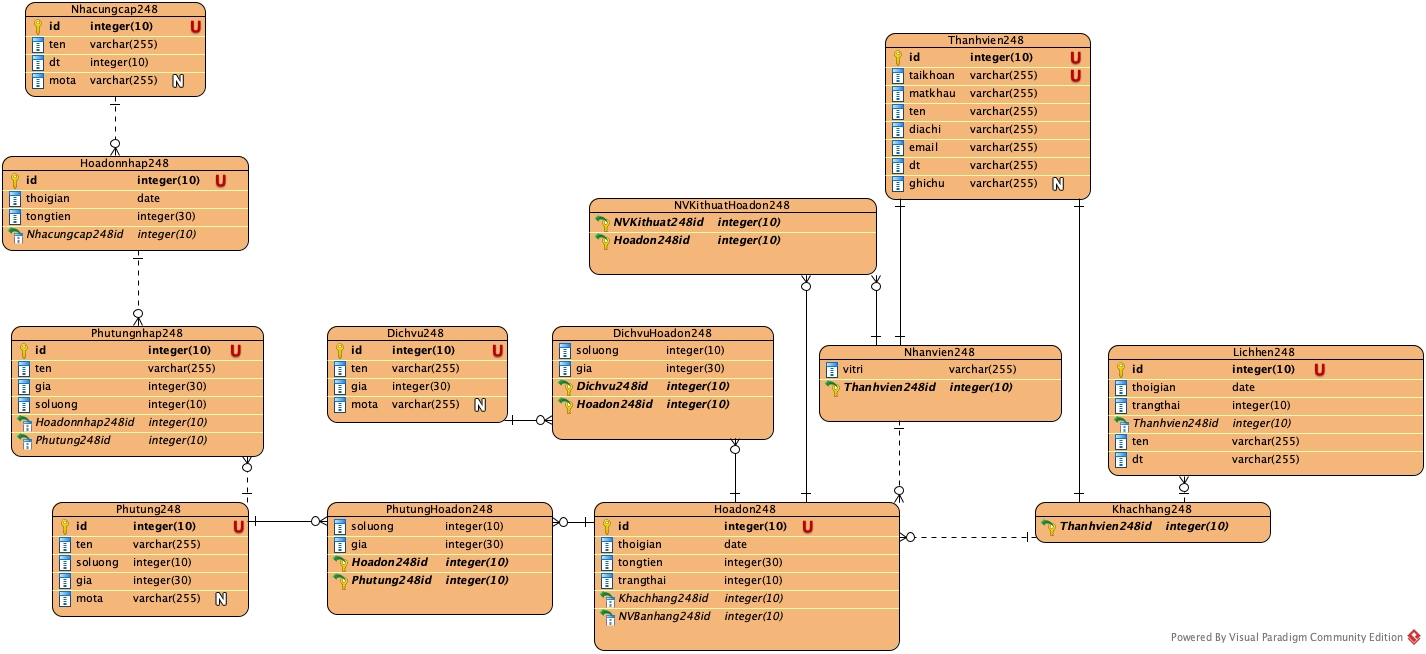 Nhacungcap248
id integer(10) U
ten varchar(255)
dt integer(10)
mota varchar(255) N
Hoadonnhap248
id integer(10) U
thoigian date
tongtien integer(30)
Nhacungcap248id integer(10)
Phutungnhap248
id integer(10) U
ten varchar(255)
gia integer(30)
soluong integer(10)
Hoadonnhap248id integer(10)
Phutung248id integer(10)
Phutung248
id integer(10) U
ten varchar(255)
soluong integer(10)
gia integer(30)
mota varchar(255) N
Dichvu248
id integer(10) U
ten varchar(255)
gia integer(30)
mota varchar(255) N
PhutungHoadon248
soluong integer(10)
gia integer(30)
Hoadon248id integer(10)
Phutung248id integer(10)
DichvuHoadon248
soluong integer(10)
gia integer(30)
Dichvu248id integer(10)
Hoadon248id integer(10)
NVKithuatHoadon248
NVKithuat248id integer(10)
Hoadon248id integer(10)
Hoadon248
id integer(10) U
thoigian date
tongtien integer(30)
trangthai integer(10)
Khachhang248id integer(10)
NVBanhang248id integer(10)
Thanhvien248
id integer(10) U
taikhoan varchar(255) U
matkhau varchar(255)
ten varchar(255)
diachi varchar(255)
email varchar(255)
dt varchar(255)
ghichu varchar(255) N
Nhanvien248
vitri varchar(255)
Thanhvien248id integer(10)
Lichhen248
id integer(10) U
thoigian date
trangthai integer(10)
Thanhvien248id integer(10)
ten varchar(255)
dt varchar(255)
Khachhang248
Thanhvien248id integer(10)
Powered By Visual Paradigm Community Edition